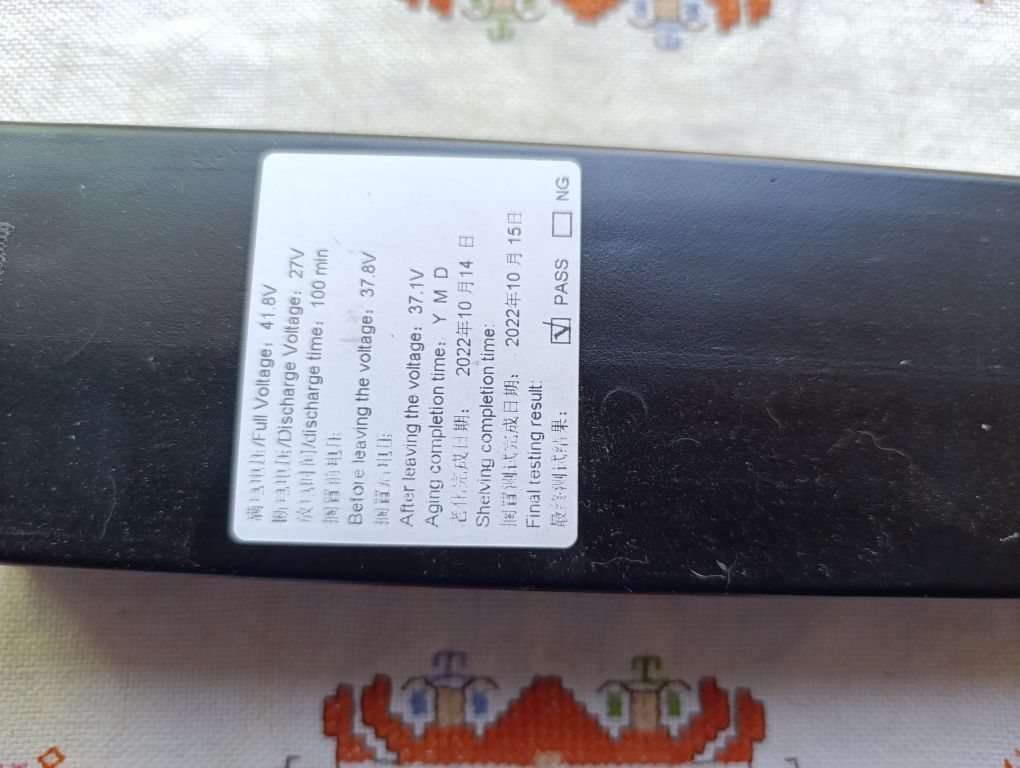 满电电压/Full Voltage: 41.8V
断电电压/Discharge Voltage: 27V
放电时间/discharge time: 100 min
搁置前电压
Before leaving the voltage: 37.8V
搁置后电压
After leaving the voltage: 37.1V
Aging completion time: Y M D
老化完成日期: 2022年10月14 日
Shelving completion time:
搁置测试完成日期: 2022年10月15日
Final testing result:
最终测试结果: ☑ PASS ☐ NG